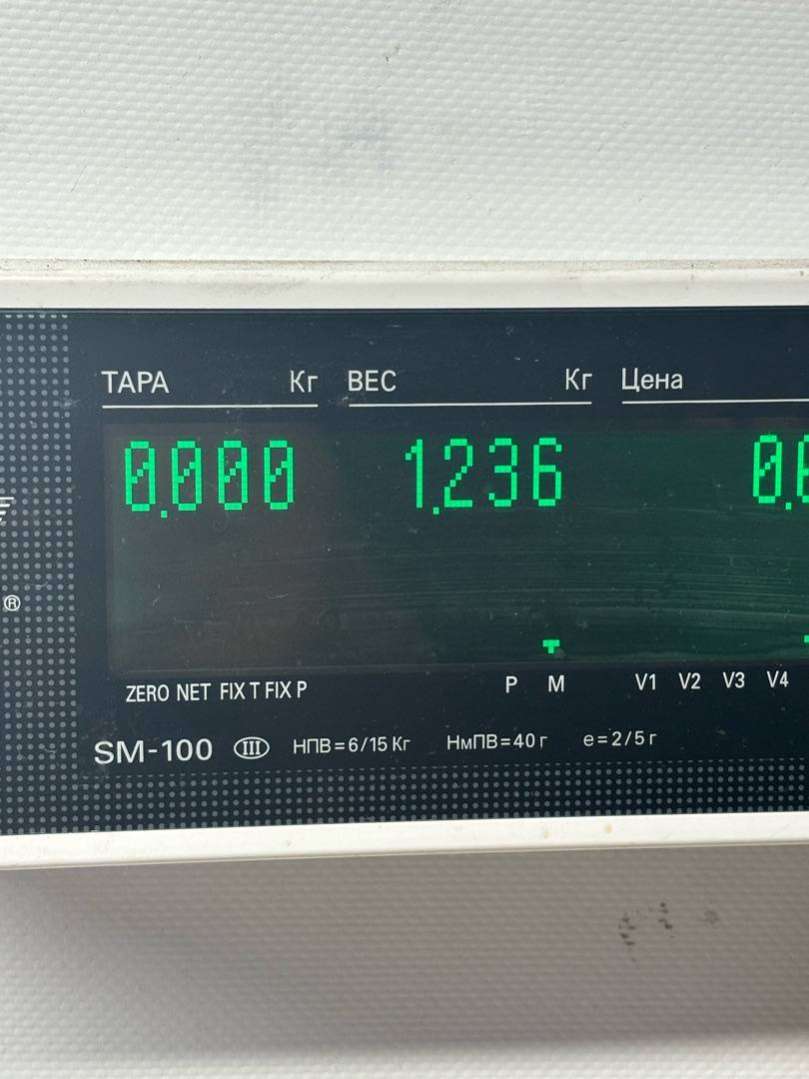 ТАРА Кг ВЕС Кг Цена
0.000 1.236
®
ZERO NET FIX T FIX P P M V1 V2 V3 V4
SM-100 III НПВ=6/15 Кг НмПВ=40 г e=2/5 г